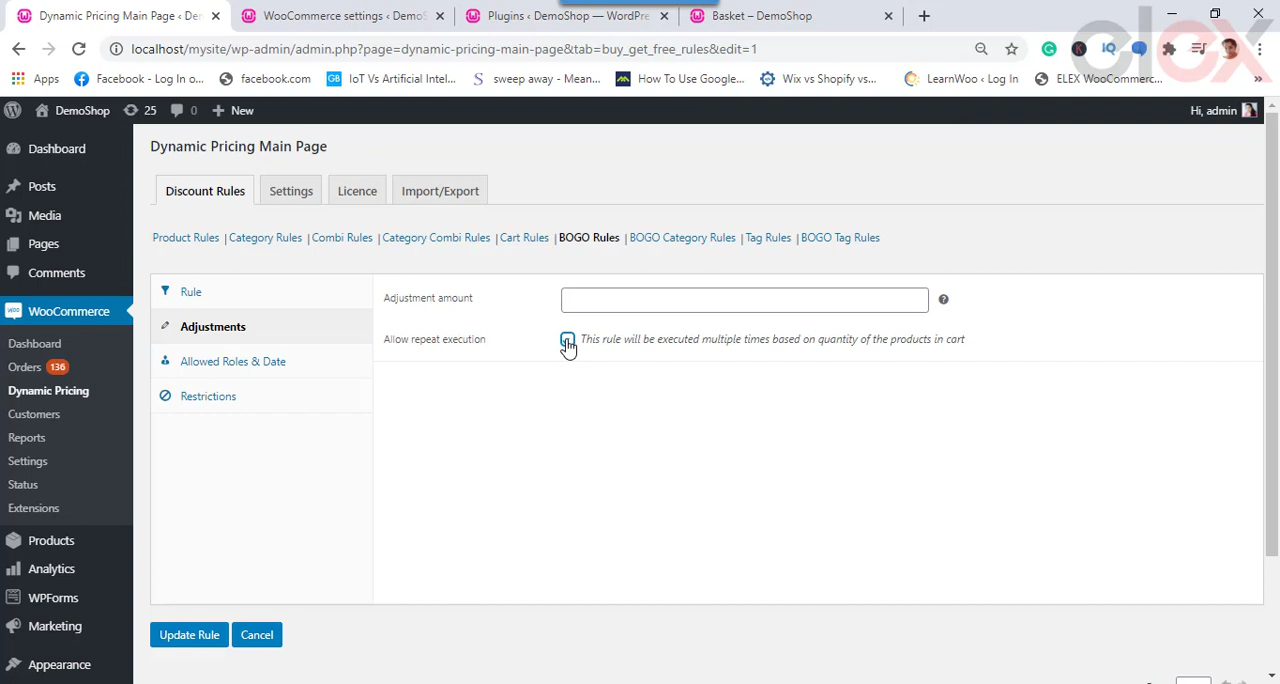 Dynamic Pricing Main Page ‹ Der
WooCommerce settings ‹ DemoS
Plugins ‹ DemoShop — WordPre
Basket – DemoShop
localhost/mysite/wp-admin/admin.php?page=dynamic-pricing-main-page&tab=buy_get_free_rules&edit=1
Apps
Facebook - Log In o...
facebook.com
IoT Vs Artificial Intel...
sweep away - Mean...
How To Use Google...
Wix vs Shopify vs...
LearnWoo ‹ Log In
ELEX WooCommerc...
elex
DemoShop
25
0
New
Hi, admin
Dashboard
Posts
Media
Pages
Comments
WooCommerce
Dashboard
Orders 136
Dynamic Pricing
Customers
Reports
Settings
Status
Extensions
Products
Analytics
WPForms
Marketing
Appearance
Dynamic Pricing Main Page
Discount Rules
Settings
Licence
Import/Export
Product Rules | Category Rules | Combi Rules | Category Combi Rules | Cart Rules | BOGO Rules | BOGO Category Rules | Tag Rules | BOGO Tag Rules
Rule
Adjustments
Allowed Roles & Date
Restrictions
Adjustment amount
Allow repeat execution
This rule will be executed multiple times based on quantity of the products in cart
Update Rule
Cancel